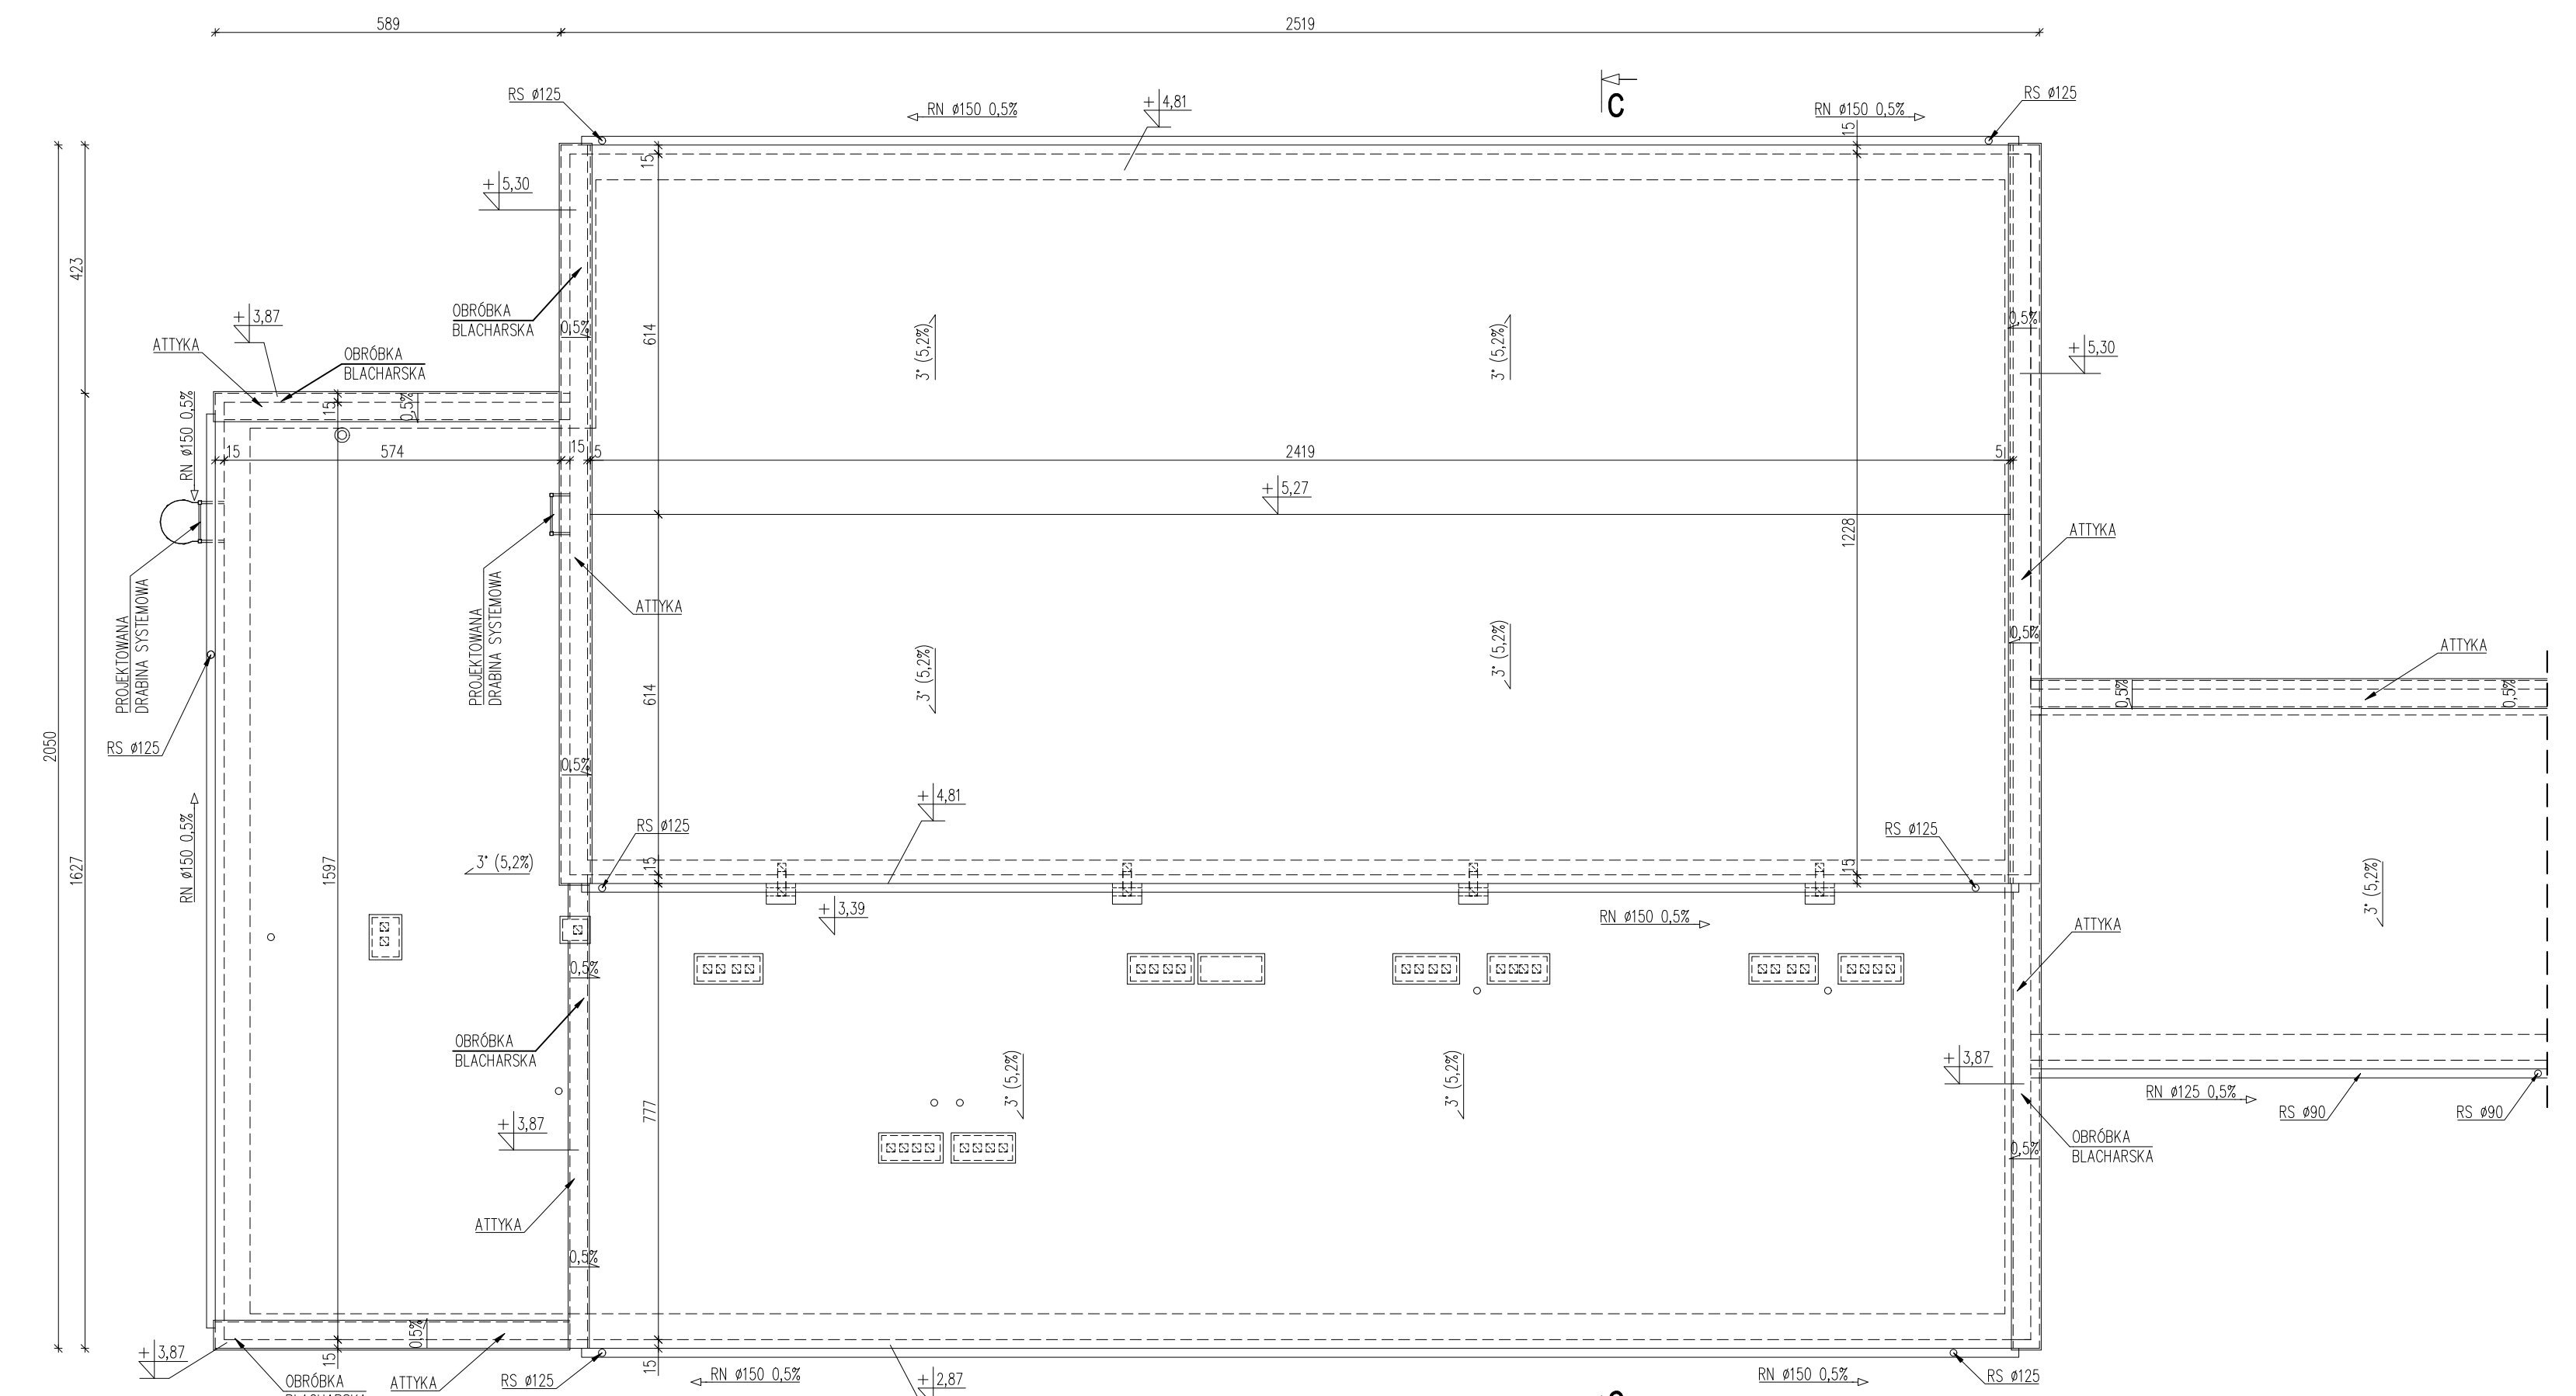 589
2519
C
RS ø125
RN ø150 0,5%
+ 4,81
RN ø150 0,5%
RS ø125
15
15
+ 5,30
423
OBRÓBKA
BLACHARSKA
0,5%
614
3° (5,2%)
3° (5,2%)
0,5%
+ 5,30
+ 3,87
ATTYKA
OBRÓBKA
BLACHARSKA
RN ø150 0,5%
15
0,5%
15
574
15
5
2419
5
+ 5,27
1228
ATTYKA
PROJEKTOWANA
DRABINA SYSTEMOWA
PROJEKTOWANA
DRABINA SYSTEMOWA
ATTYKA
3° (5,2%)
3° (5,2%)
0,5%
ATTYKA
614
0,5%
0,5%
2050
RS ø125
0,5%
+ 4,81
RN ø150 0,5%
RS ø125
RS ø125
1627
1597
3° (5,2%)
15
15
3° (5,2%)
+ 3,39
RN ø150 0,5%
ATTYKA
0,5%
OBRÓBKA
BLACHARSKA
3° (5,2%)
3° (5,2%)
+ 3,87
777
+ 3,87
RN ø125 0,5%
RS ø90
RS ø90
OBRÓBKA
BLACHARSKA
0,5%
ATTYKA
0,5%
0,5%
+ 3,87
15
15
OBRÓBKA
BLACHARSKA
ATTYKA
RS ø125
RN ø150 0,5%
+ 2,87
RN ø150 0,5%
RS ø125
C